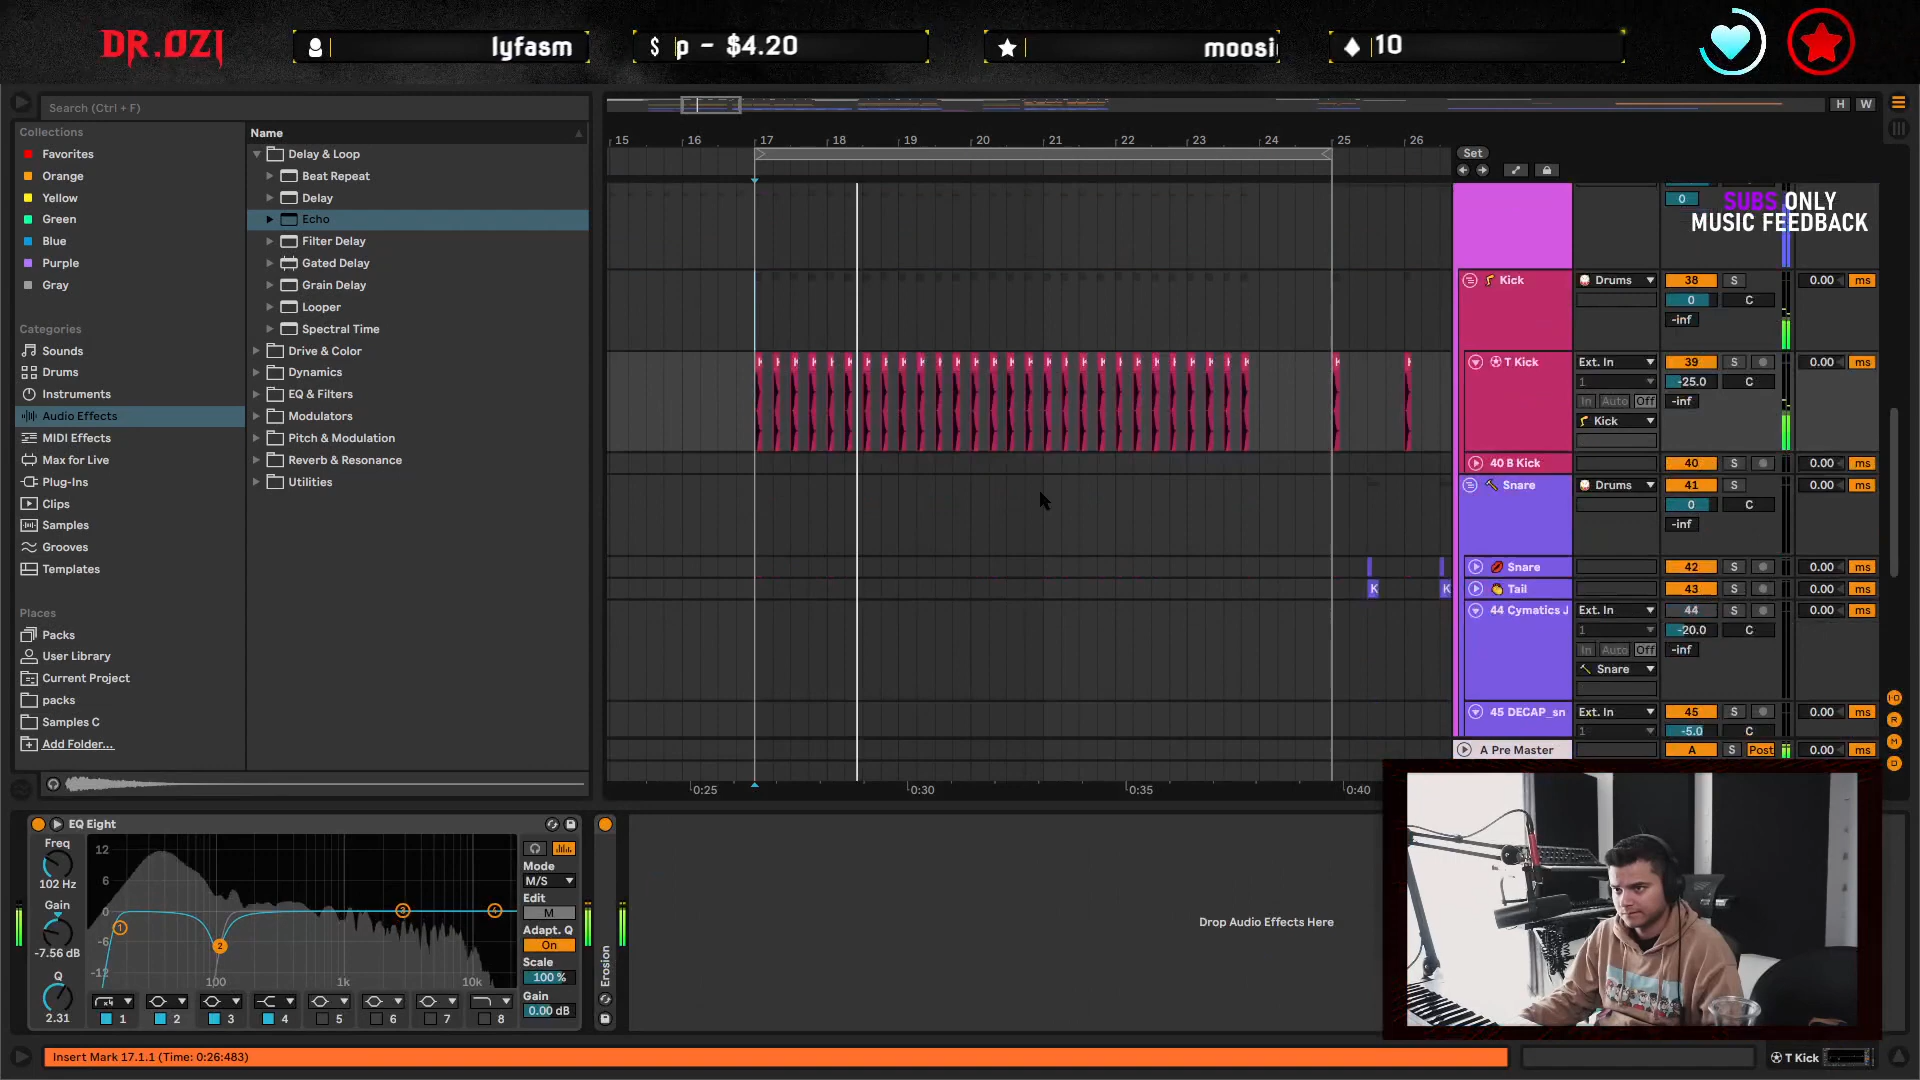 DR.OZI
lyfasm
$ p - $4.20
moosi
10
Search (Ctrl + F)
Collections
Favorites
Orange
Yellow
Green
Blue
Purple
Gray
Categories
Sounds
Drums
Instruments
Audio Effects
MIDI Effects
Max for Live
Plug-Ins
Clips
Samples
Grooves
Templates
Places
Packs
User Library
Current Project
packs
Samples C
Add Folder...
Name
Delay & Loop
Beat Repeat
Delay
Echo
Filter Delay
Gated Delay
Grain Delay
Looper
Spectral Time
Drive & Color
Dynamics
EQ & Filters
Modulators
Pitch & Modulation
Reverb & Resonance
Utilities
H W
15 16 17 18 19 20 21 22 23 24 25 26
Set
0
SUBS ONLY
MUSIC FEEDBACK
Kick Drums 38 S 0.00 ms
0 C
-inf
T Kick Ext. In 39 S 0.00 ms
1 -25.0 C
In Auto Off -inf
Kick
40 B Kick 40 S 0.00 ms
Snare Drums 41 S 0.00 ms
0 C
-inf
Snare 42 S 0.00 ms
K K Tail 43 S 0.00 ms
44 Cymatics J Ext. In 44 S 0.00 ms
1 -20.0 C
In Auto Off -inf
Snare
45 DECAP_sn Ext. In 45 S 0.00 ms
1 -5.0 C
A Pre Master A S Post 0.00 ms
0:25 0:30 0:35 0:40
EQ Eight
Freq
102 Hz
Gain
-7.56 dB
Q
2.31
12
6
0
-6
-12
100 1k 10k
1 2 3 4
1 2 3 4 5 6 7 8
Mode
M/S
Edit
M
Adapt. Q
On
Scale
100 %
Gain
0.00 dB
Erosion
Drop Audio Effects Here
Insert Mark 17.1.1 (Time: 0:26:483)
T Kick